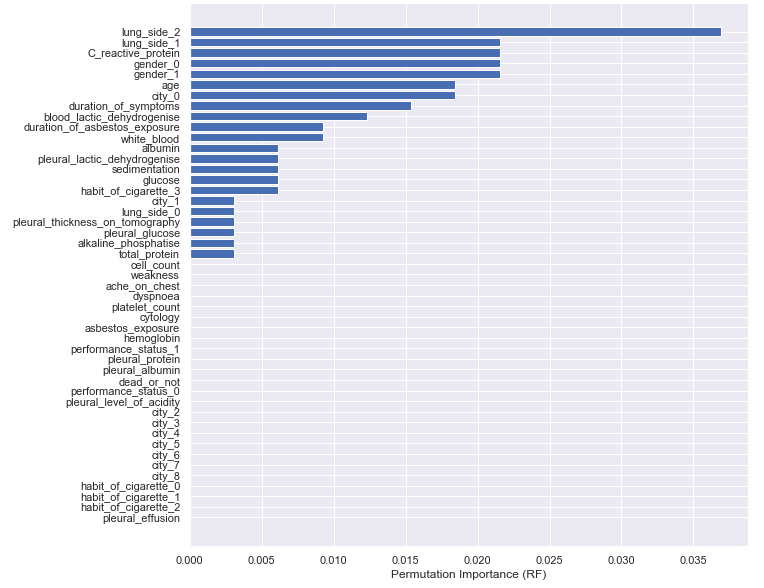 lung_side_2
lung_side_1
C_reactive_protein
gender_0
gender_1
age
city_0
duration_of_symptoms
blood_lactic_dehydrogenise
duration_of_asbestos_exposure
white_blood
albumin
pleural_lactic_dehydrogenise
sedimentation
glucose
habit_of_cigarette_3
city_1
lung_side_0
pleural_thickness_on_tomography
pleural_glucose
alkaline_phosphatise
total_protein
cell_count
weakness
ache_on_chest
dyspnoea
platelet_count
cytology
asbestos_exposure
hemoglobin
performance_status_1
pleural_protein
pleural_albumin
dead_or_not
performance_status_0
pleural_level_of_acidity
city_2
city_3
city_4
city_5
city_6
city_7
city_8
habit_of_cigarette_0
habit_of_cigarette_1
habit_of_cigarette_2
pleural_effusion
0.000 0.005 0.010 0.015 0.020 0.025 0.030 0.035
Permutation Importance (RF)